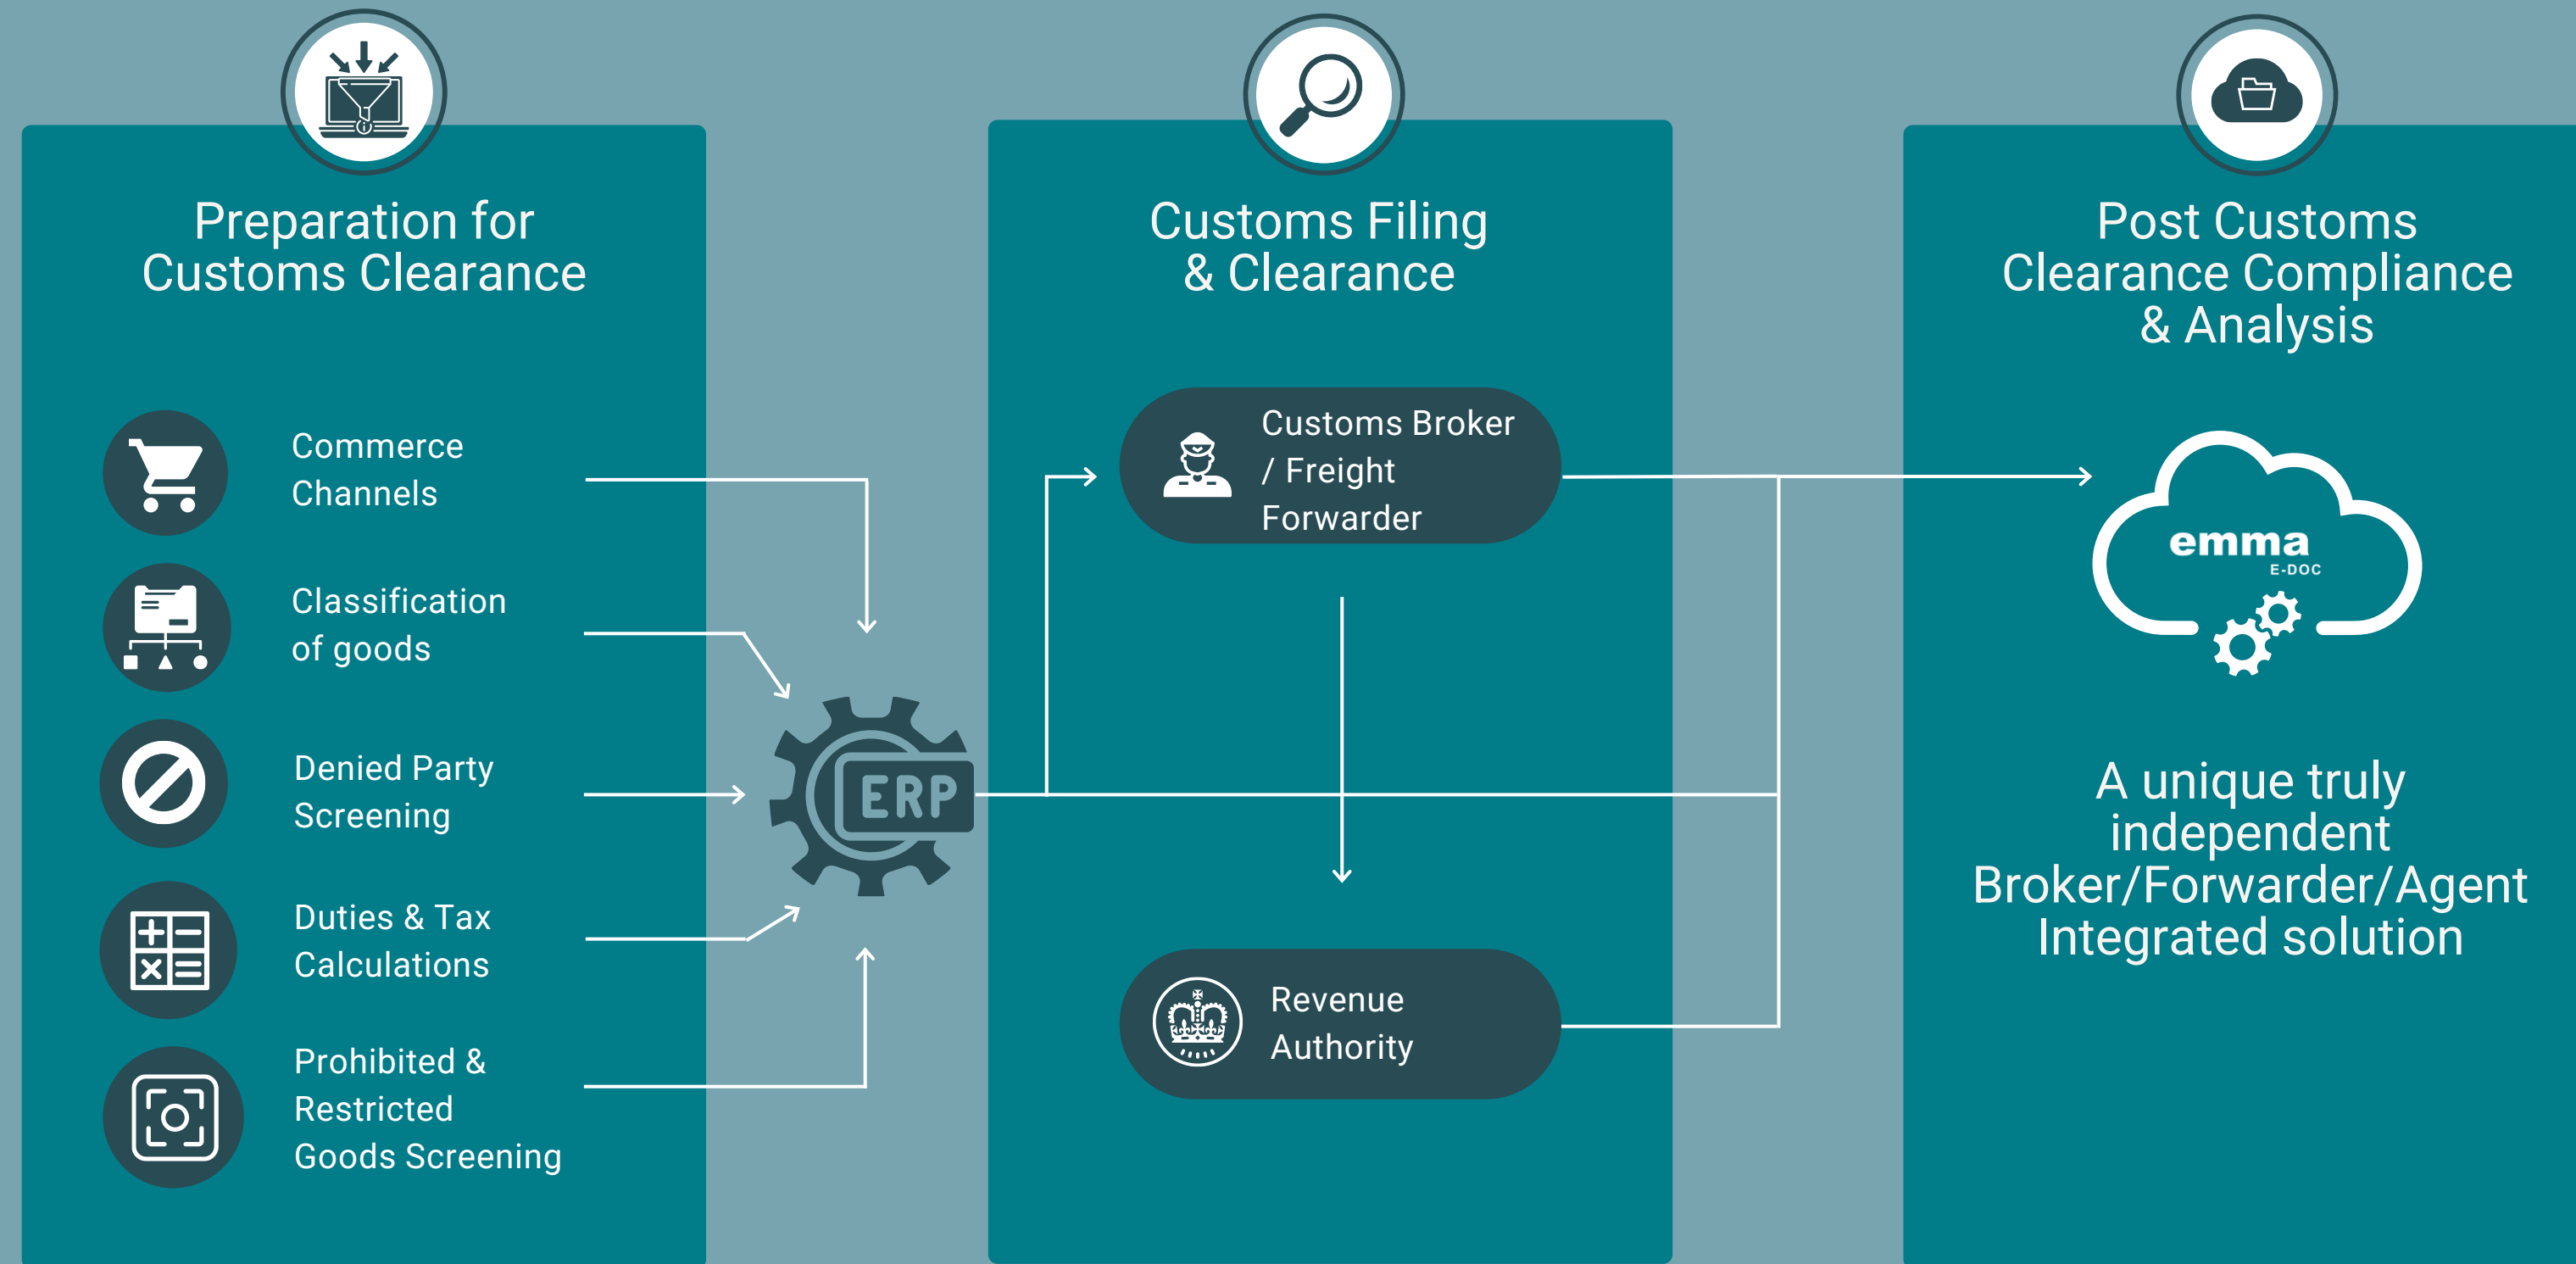 Preparation for
Customs Clearance
Commerce
Channels
Classification
of goods
Denied Party
Screening
Duties & Tax
Calculations
Prohibited &
Restricted
Goods Screening
ERP
Customs Filing
& Clearance
Customs Broker
/ Freight
Forwarder
Revenue
Authority
Post Customs
Clearance Compliance
& Analysis
emma
E-DOC
A unique truly
independent
Broker/Forwarder/Agent
Integrated solution